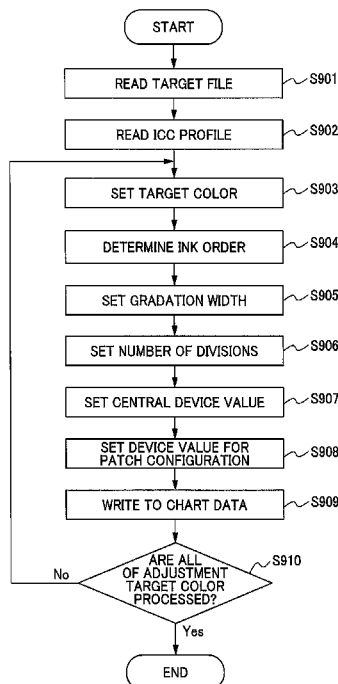 START
READ TARGET FILE
S901
READ ICC PROFILE
S902
SET TARGET COLOR
S903
DETERMINE INK ORDER
S904
SET GRADATION WIDTH
S905
SET NUMBER OF DIVISIONS
S906
SET CENTRAL DEVICE VALUE
S907
SET DEVICE VALUE FOR
PATCH CONFIGURATION
S908
WRITE TO CHART DATA
S909
ARE ALL
OF ADJUSTMENT
TARGET COLOR
PROCESSED?
S910
No
Yes
END